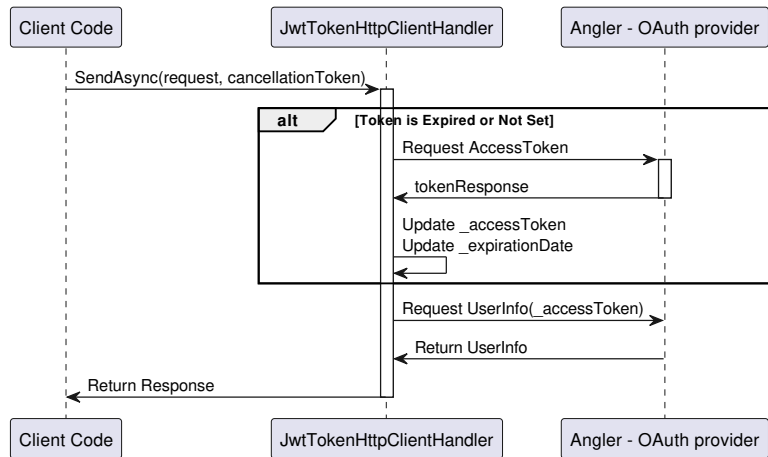 Client Code
JwtTokenHttpClientHandler
Angler - OAuth provider
SendAsync(request, cancellationToken)
alt
[Token is Expired or Not Set]
Request AccessToken
tokenResponse
Update _accessToken
Update _expirationDate
Request UserInfo(_accessToken)
Return UserInfo
Return Response
Client Code
JwtTokenHttpClientHandler
Angler - OAuth provider